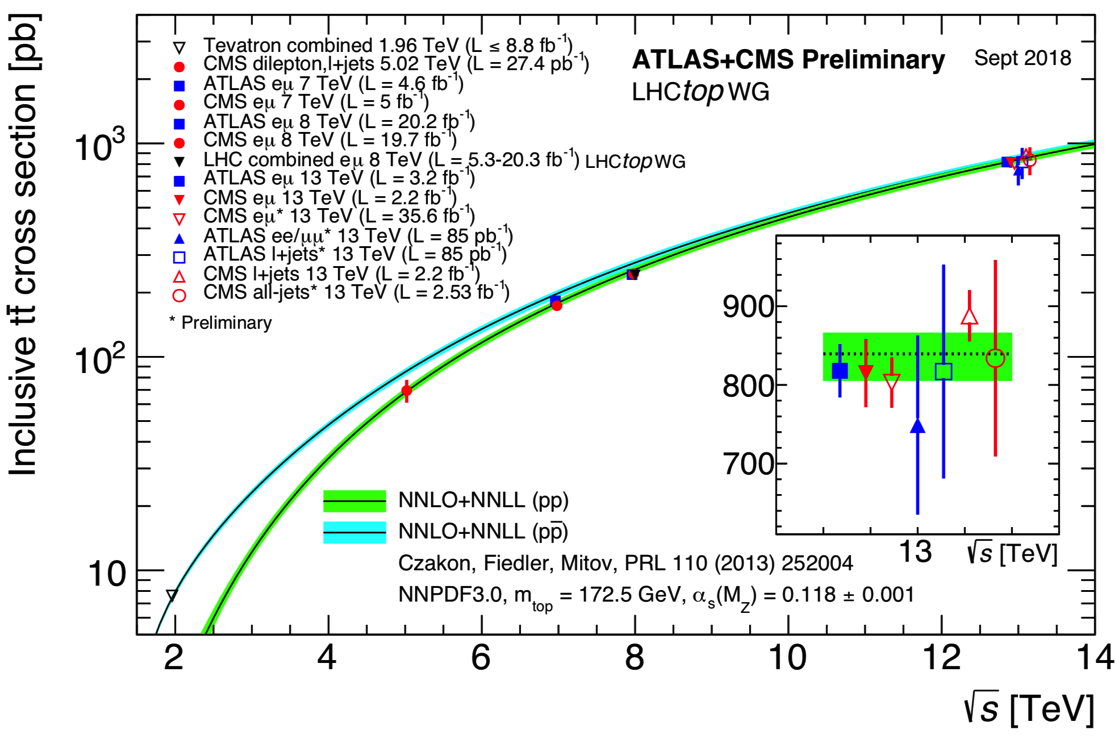 Inclusive tt̄ cross section [pb]
ATLAS+CMS Preliminary Sept 2018
LHCtop WG
Tevatron combined 1.96 TeV (L ≤ 8.8 fb⁻¹)
CMS dilepton,l+jets 5.02 TeV (L = 27.4 pb⁻¹)
ATLAS eμ 7 TeV (L = 4.6 fb⁻¹)
CMS eμ 7 TeV (L = 5 fb⁻¹)
ATLAS eμ 8 TeV (L = 20.2 fb⁻¹)
CMS eμ 8 TeV (L = 19.7 fb⁻¹)
LHC combined eμ 8 TeV (L = 5.3-20.3 fb⁻¹) LHCtop WG
ATLAS eμ 13 TeV (L = 3.2 fb⁻¹)
CMS eμ 13 TeV (L = 2.2 fb⁻¹)
CMS eμ* 13 TeV (L = 35.6 fb⁻¹)
ATLAS ee/μμ* 13 TeV (L = 85 pb⁻¹)
ATLAS l+jets* 13 TeV (L = 85 pb⁻¹)
CMS l+jets 13 TeV (L = 2.2 fb⁻¹)
CMS all-jets* 13 TeV (L = 2.53 fb⁻¹)
* Preliminary
10³
10²
10
900
800
700
13 √s [TeV]
NNLO+NNLL (pp)
NNLO+NNLL (pp̄)
Czakon, Fiedler, Mitov, PRL 110 (2013) 252004
NNPDF3.0, m_top = 172.5 GeV, α_s(M_Z) = 0.118 ± 0.001
2 4 6 8 10 12 14
√s [TeV]